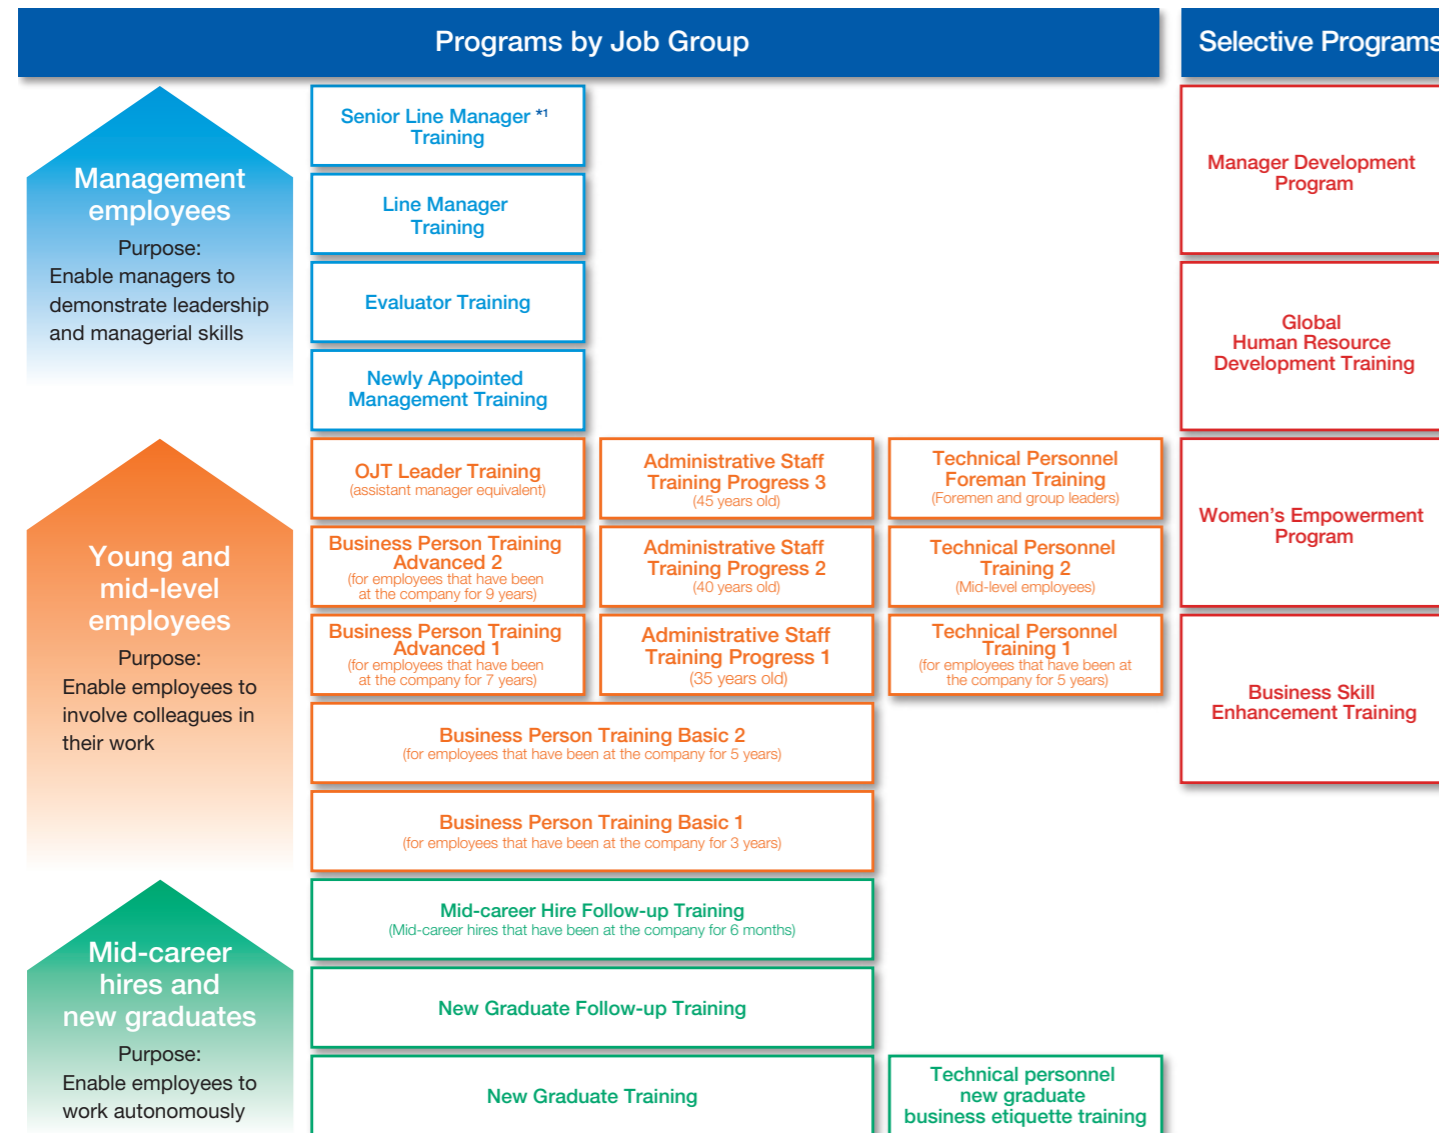 Programs by Job Group
Selective Programs
Management
employees
Purpose:
Enable managers to
demonstrate leadership
and managerial skills
Senior Line Manager *1
Training
Line Manager
Training
Evaluator Training
Newly Appointed
Management Training
Manager Development
Program
Global
Human Resource
Development Training
Young and
mid-level
employees
Purpose:
Enable employees to
involve colleagues in
their work
OJT Leader Training
(assistant manager equivalent)
Administrative Staff
Training Progress 3
(45 years old)
Technical Personnel
Foreman Training
(Foremen and group leaders)
Business Person Training
Advanced 2
(for employees that have been
at the company for 9 years)
Administrative Staff
Training Progress 2
(40 years old)
Technical Personnel
Training 2
(Mid-level employees)
Business Person Training
Advanced 1
(for employees that have been
at the company for 7 years)
Administrative Staff
Training Progress 1
(35 years old)
Technical Personnel
Training 1
(for employees that have been at
the company for 5 years)
Business Person Training Basic 2
(for employees that have been at the company for 5 years)
Business Person Training Basic 1
(for employees that have been at the company for 3 years)
Women's Empowerment
Program
Business Skill
Enhancement Training
Mid-career
hires and
new graduates
Purpose:
Enable employees to
work autonomously
Mid-career Hire Follow-up Training
(Mid-career hires that have been at the company for 6 months)
New Graduate Follow-up Training
New Graduate Training
Technical personnel
new graduate
business etiquette training